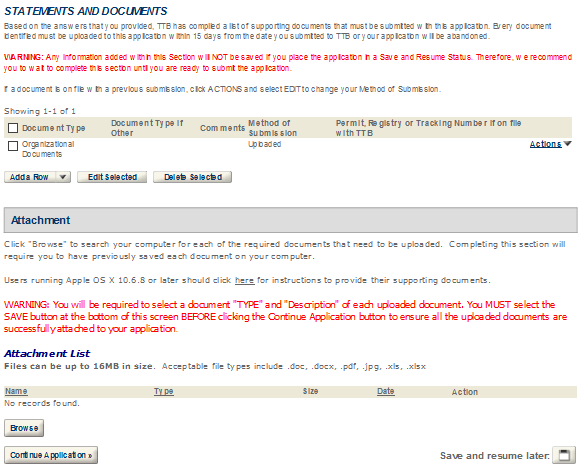 STATEMENTS AND DOCUMENTS
Based on the answers that you provided, TTB has compiled a list of supporting documents that must be submitted with this application. Every document
identified must be uploaded to this application within 15 days from the date you submitted to TTB or your application will be abandoned.
WARNING: Any information added within this Section will NOT be saved if you place the application in a Save and Resume Status. Therefore, we recommend
you to wait to complete this section until you are ready to submit the application.
If a document is on file with a previous submission, click ACTIONS and select EDIT to change your Method of Submission.
Showing 1-1 of 1
Document Type Document Type if Other Comments Method of Submission Permit, Registry or Tracking Number if on file with TTB
Organizational Documents Uploaded Actions
Add a Row Edit Selected Delete Selected
Attachment
Click "Browse" to search your computer for each of the required documents that need to be uploaded. Completing this section will
require you to have previously saved each document on your computer.
Users running Apple OS X 10.6.8 or later should click here for instructions to provide their supporting documents.
WARNING: You will be required to select a document "TYPE" and "Description" of each uploaded document. You MUST select the
SAVE button at the bottom of this screen BEFORE clicking the Continue Application button to ensure all the uploaded documents are
successfully attached to your application.
Attachment List
Files can be up to 16MB in size. Acceptable file types include .doc, .docx, .pdf, .jpg, .xls, .xlsx
Name Type Size Date Action
No records found.
Browse
Continue Application » Save and resume later: